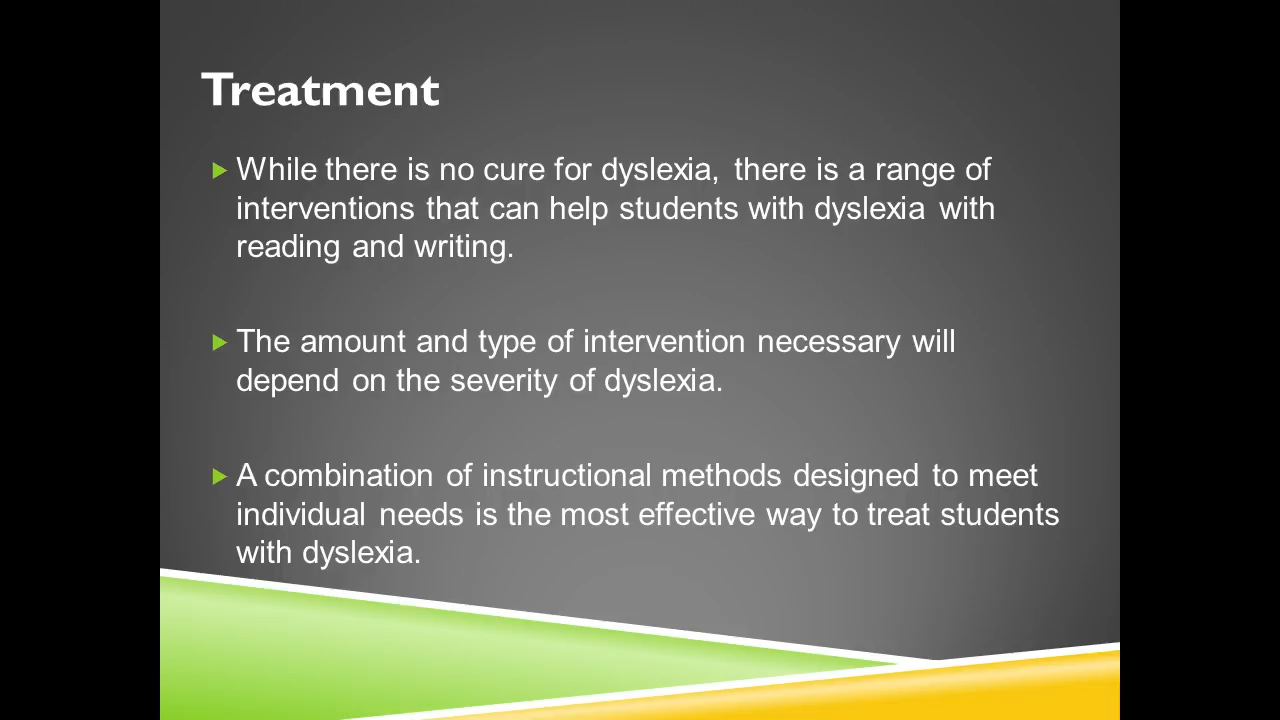 Treatment
While there is no cure for dyslexia, there is a range of
interventions that can help students with dyslexia with
reading and writing.
The amount and type of intervention necessary will
depend on the severity of dyslexia.
A combination of instructional methods designed to meet
individual needs is the most effective way to treat students
with dyslexia.